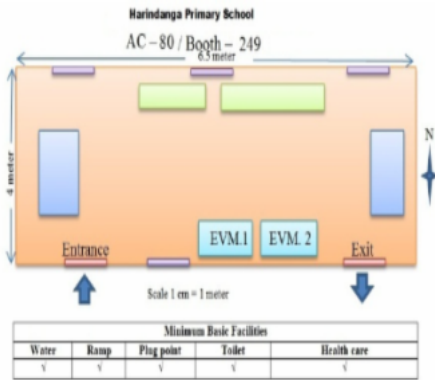 Harindanga Primary School
AC – 80 / Booth – 249
6.5 meter
4 meter
N
EVM.1 EVM. 2
Entrance Exit
Scale 1 cm = 1 meter
Minimum Basic Facilities
Water Ramp Plug point Toilet Health care
√ √ √ √ √